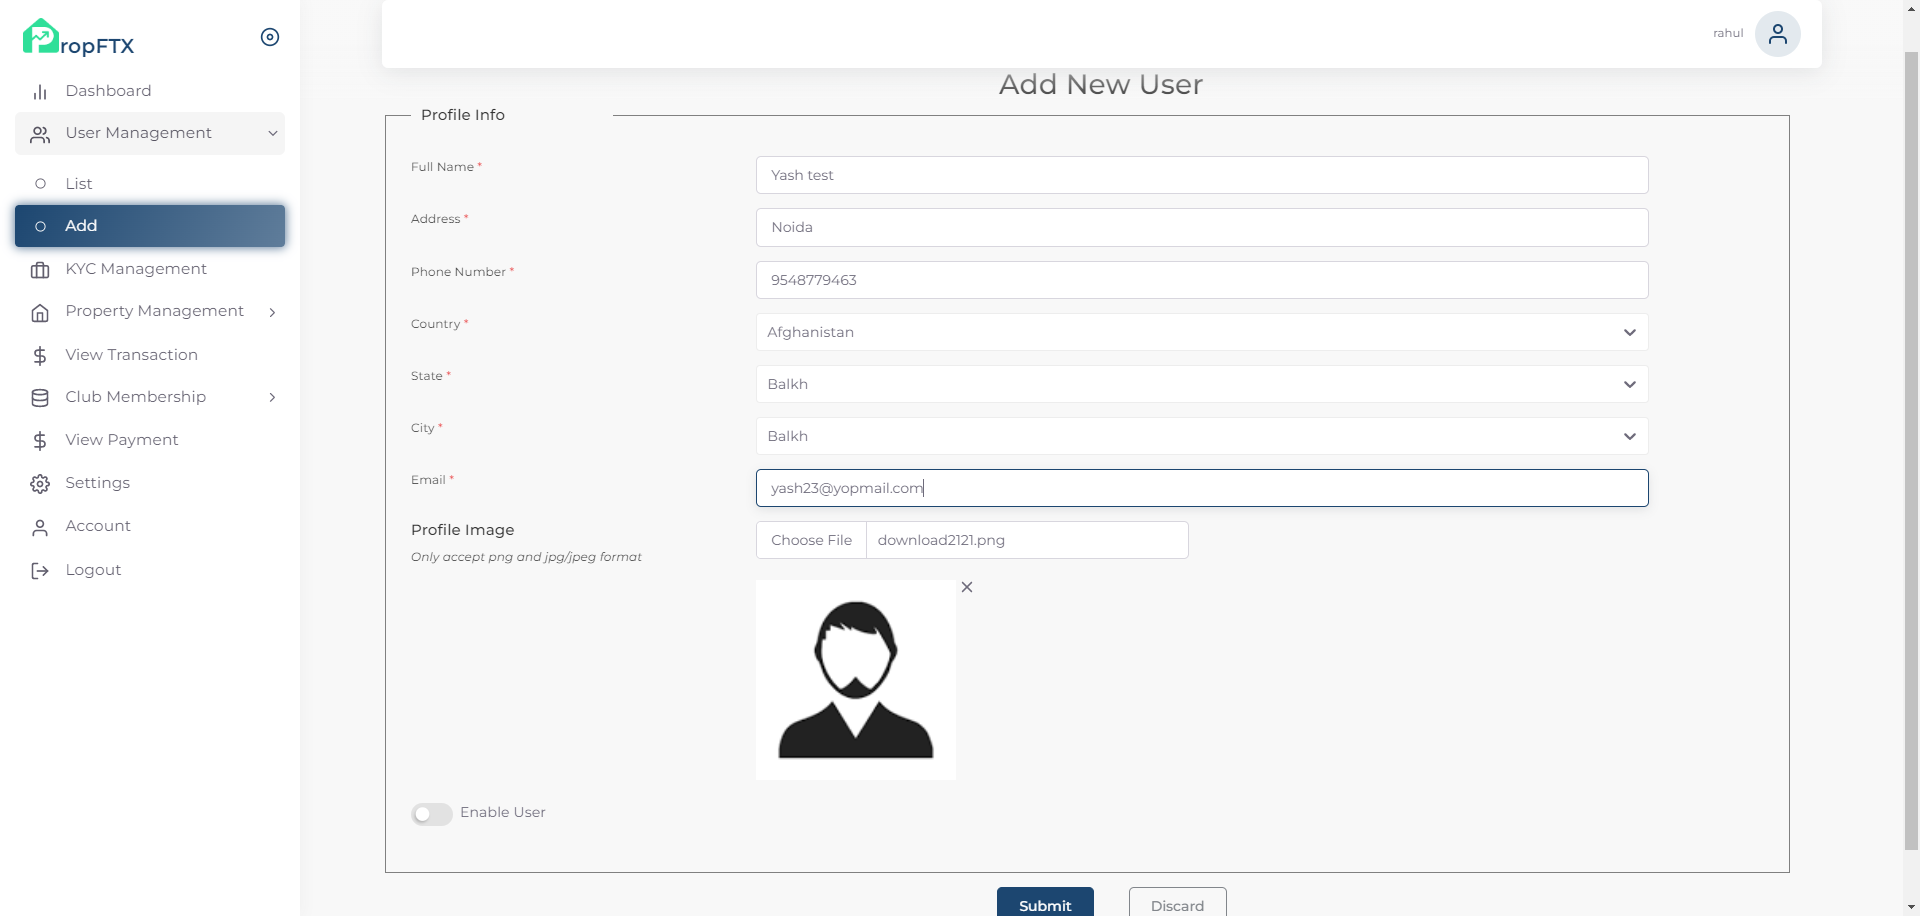 ropFTX
Dashboard
User Management
List
Add
KYC Management
Property Management
View Transaction
Club Membership
View Payment
Settings
Account
Logout
rahul
Add New User
Profile Info
Full Name *
Yash test
Address *
Noida
Phone Number *
9548779463
Country *
Afghanistan
State *
Balkh
City *
Balkh
Email *
yash23@yopmail.com
Profile Image
Only accept png and jpg/jpeg format
Choose File download2121.png
Enable User
Submit
Discard